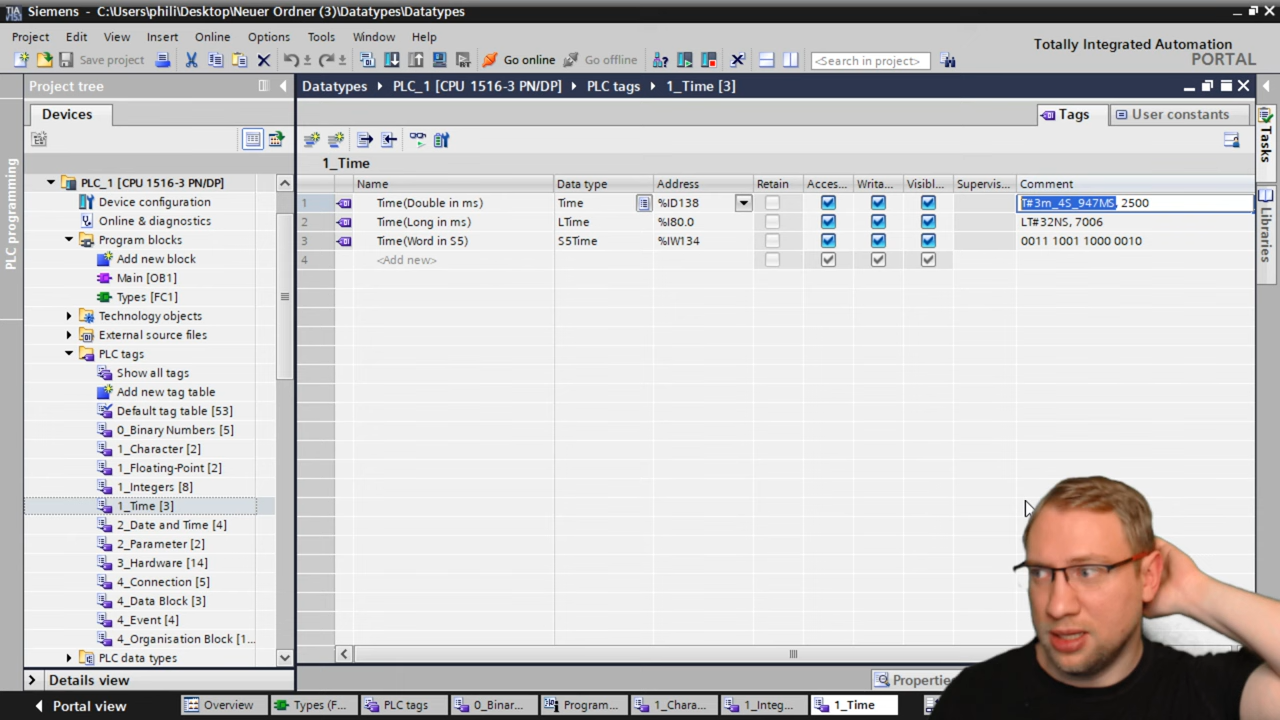 Siemens - C:\Users\phili\Desktop\Neuer Ordner (3)\Datatypes\Datatypes
Project Edit View Insert Online Options Tools Window Help
Totally Integrated Automation
PORTAL
Save project Go online Go offline <Search in project>
Project tree
Datatypes PLC_1 [CPU 1516-3 PN/DP] PLC tags 1_Time [3]
Devices
Tags User constants
PLC programming
Tasks
Libraries
1_Time
Name Data type Address Retain Acces... Writa... Visibl... Supervis... Comment
1 Time(Double in ms) Time %ID138 T#3m_4S_947MS, 2500
2 Time(Long in ms) LTime %I80.0 LT#32NS, 7006
3 Time(Word in S5) S5Time %IW134 0011 1001 1000 0010
4 <Add new>
PLC_1 [CPU 1516-3 PN/DP]
Device configuration
Online & diagnostics
Program blocks
Add new block
Main [OB1]
Types [FC1]
Technology objects
External source files
PLC tags
Show all tags
Add new tag table
Default tag table [53]
0_Binary Numbers [5]
1_Character [2]
1_Floating-Point [2]
1_Integers [8]
1_Time [3]
2_Date and Time [4]
2_Parameter [2]
3_Hardware [14]
4_Connection [5]
4_Data Block [3]
4_Event [4]
4_Organisation Block [1...
PLC data types
Details view
Properties
Portal view Overview Types (F... PLC tags 0_Binar... Program... 1_Chara... 1_Integ... 1_Time